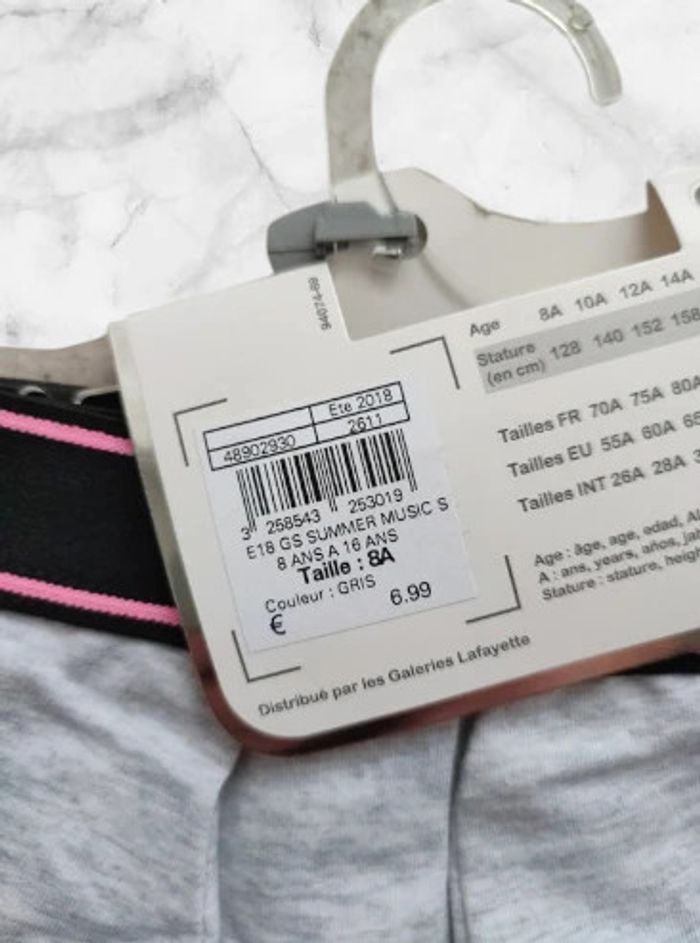 94074-69
Ete 2018
48902930 2611
3 258543 253019
E18 GS SUMMER MUSIC S
8 ANS A 16 ANS
Taille : 8A
Couleur : GRIS
€ 6.99
Distribué par les Galeries Lafayette
Age 8A 10A 12A 14A
Stature (en cm) 128 140 152 158
Tailles FR 70A 75A 80A
Tailles EU 55A 60A 65
Tailles INT 26A 28A 3
Age : âge, age, edad, Al
A : ans, years, años, jar
Stature : stature, heig